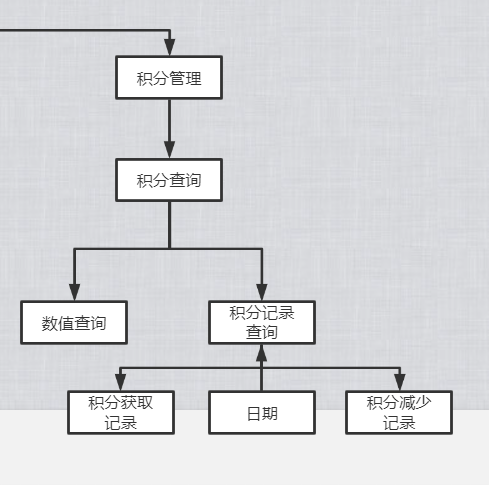 积分管理
积分查询
数值查询
积分记录
查询
积分获取
记录
日期
积分减少
记录